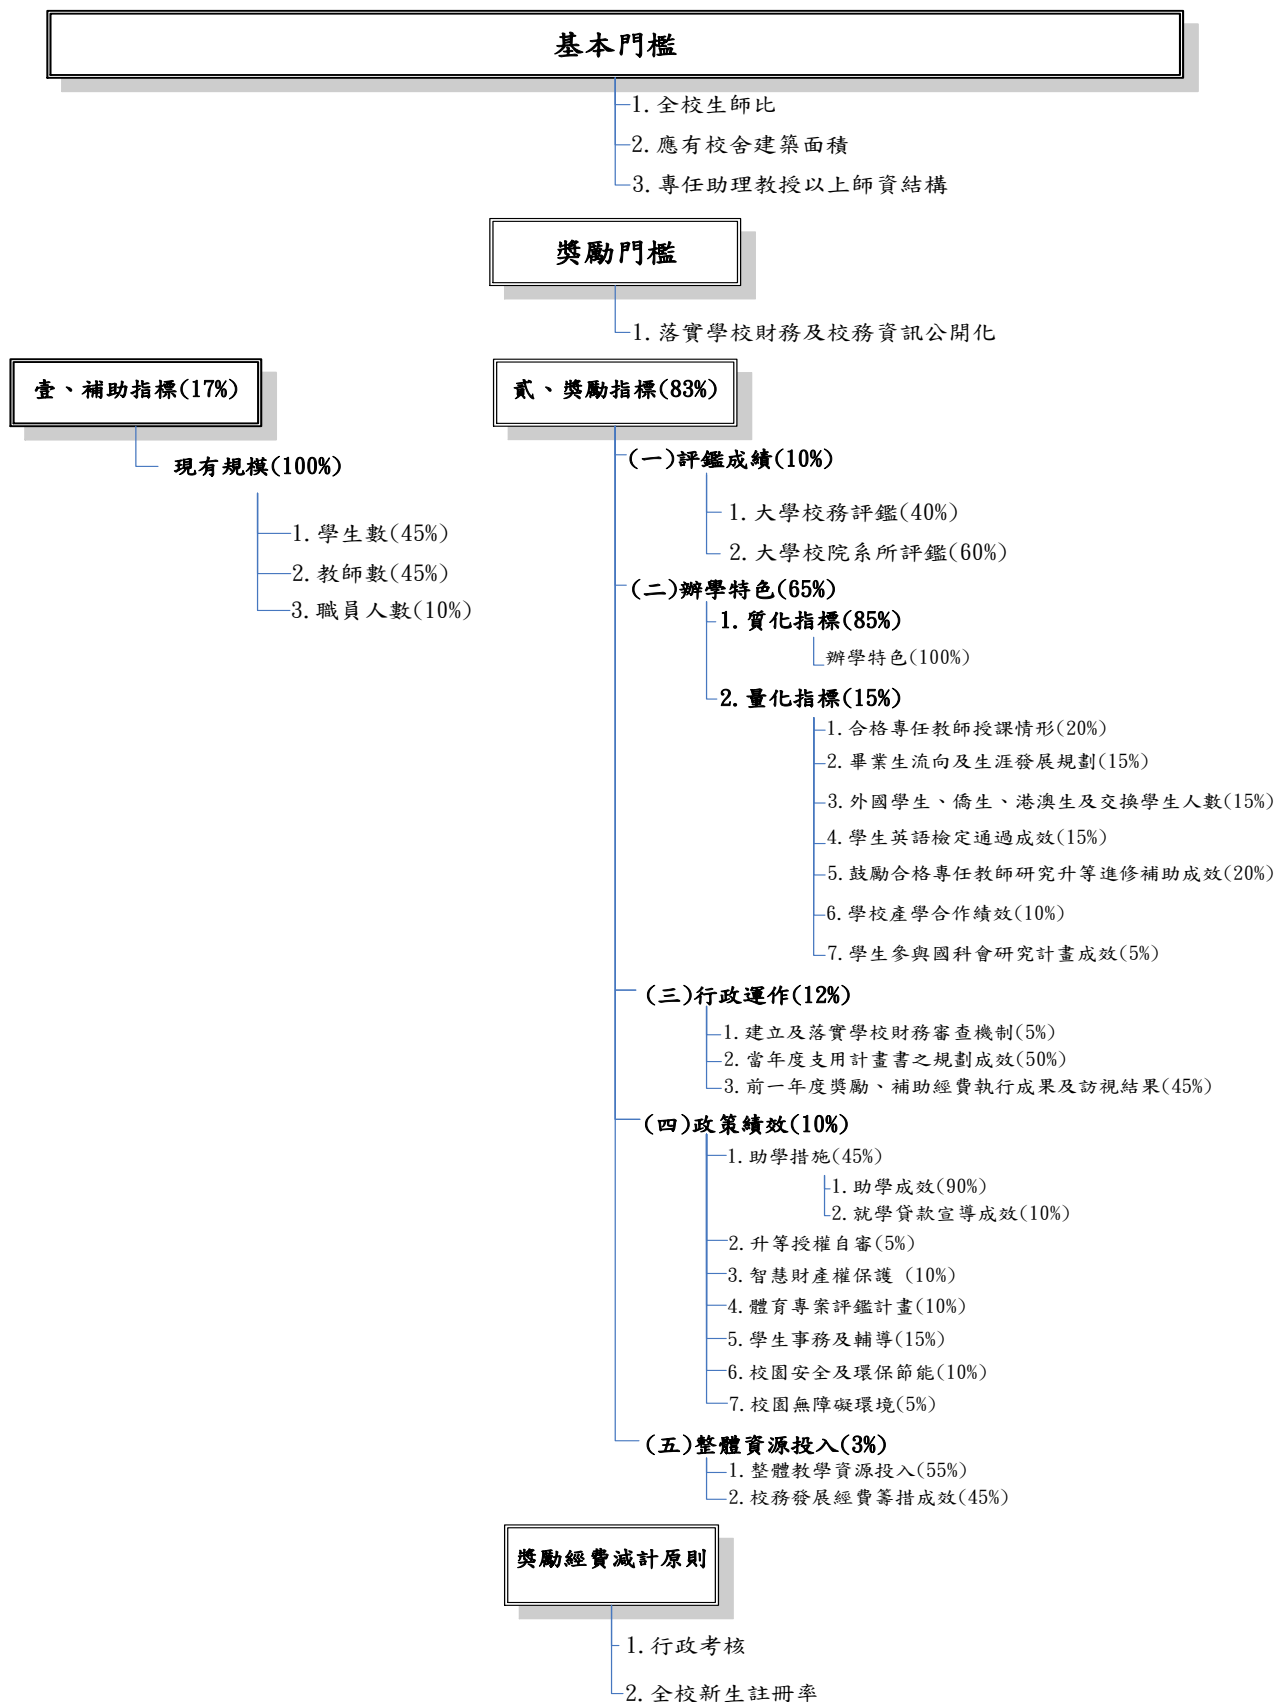 基本門檻
1. 全校生師比
2. 應有校舍建築面積
3. 專任助理教授以上師資結構
獎勵門檻
1. 落實學校財務及校務資訊公開化
壹、補助指標(17%)
現有規模(100%)
1. 學生數(45%)
2. 教師數(45%)
3. 職員人數(10%)
貳、獎勵指標(83%)
(一)評鑑成績(10%)
1. 大學校務評鑑(40%)
2. 大學校院系所評鑑(60%)
(二)辦學特色(65%)
1. 質化指標(85%)
辦學特色(100%)
2. 量化指標(15%)
1. 合格專任教師授課情形(20%)
2. 畢業生流向及生涯發展規劃(15%)
3. 外國學生、僑生、港澳生及交換學生人數(15%)
4. 學生英語檢定通過成效(15%)
5. 鼓勵合格專任教師研究升等進修補助成效(20%)
6. 學校產學合作績效(10%)
7. 學生參與國科會研究計畫成效(5%)
(三)行政運作(12%)
1. 建立及落實學校財務審查機制(5%)
2. 當年度支用計畫書之規劃成效(50%)
3. 前一年度獎勵、補助經費執行成果及訪視結果(45%)
(四)政策績效(10%)
1. 助學措施(45%)
1. 助學成效(90%)
2. 就學貸款宣導成效(10%)
2. 升等授權自審(5%)
3. 智慧財產權保護 (10%)
4. 體育專案評鑑計畫(10%)
5. 學生事務及輔導(15%)
6. 校園安全及環保節能(10%)
7. 校園無障礙環境(5%)
(五)整體資源投入(3%)
1. 整體教學資源投入(55%)
2. 校務發展經費籌措成效(45%)
獎勵經費減計原則
1. 行政考核
2. 全校新生註冊率